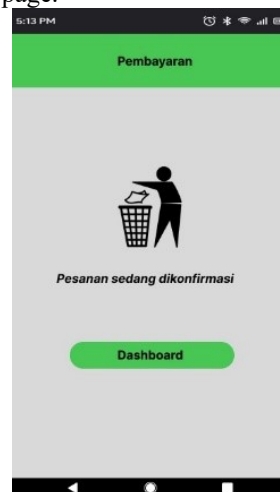 page.
5:13 PM
Pembayaran
Pesanan sedang dikonfirmasi
Dashboard